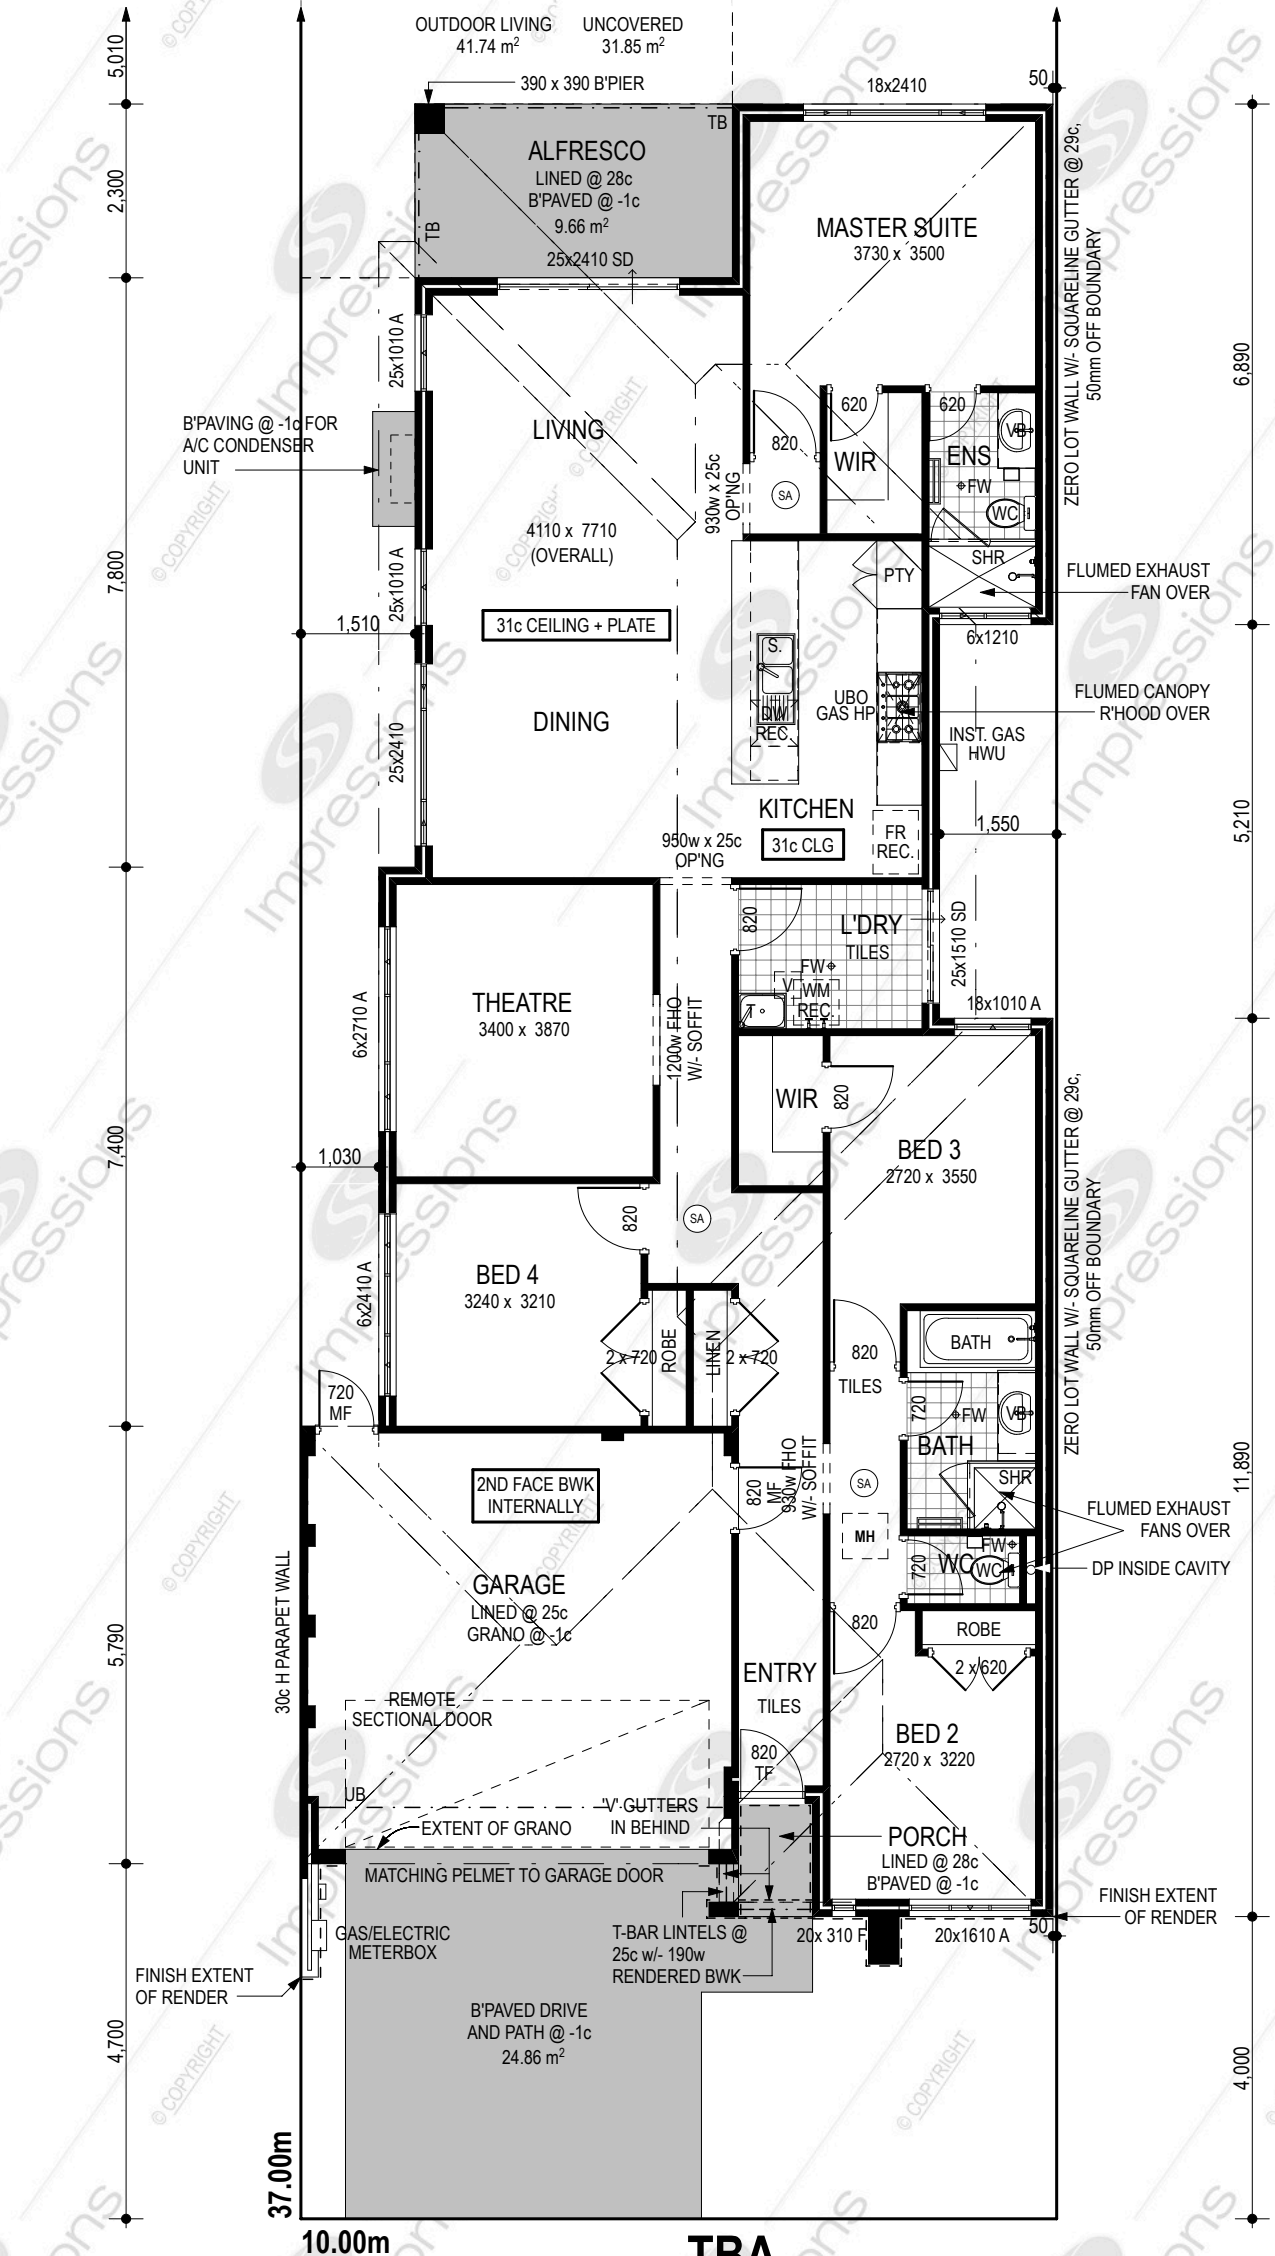 OUTDOOR LIVING
41.74 m²
UNCOVERED
31.85 m²
5,010
390 x 390 B'PIER
18x2410
50
TB
ALFRESCO
LINED @ 28c
B'PAVED @ -1c
9.66 m²
TB
25x2410 SD
2,300
MASTER SUITE
3730 x 3500
ZERO LOT WALL W/- SQUARELINE GUTTER @ 29c,
50mm OFF BOUNDARY
6,890
25x1010 A
B'PAVING @ -1c FOR
A/C CONDENSER
UNIT
LIVING
4110 x 7710
(OVERALL)
930w x 25c
OP'NG
820
SA
620
WIR
620
ENS
VB
FW
WC
SHR
FLUMED EXHAUST
FAN OVER
PTY
6x1210
7,800
25x1010 A
1,510
31c CEILING + PLATE
S.
DW
REC.
UBO
GAS HP
FLUMED CANOPY
R'HOOD OVER
INST. GAS
HWU
25x2410
DINING
KITCHEN
31c CLG
FR
REC.
1,550
5,210
950w x 25c
OP'NG
820
L'DRY
TILES
FW
V
WM
REC.
T
25x1510 SD
18x1010 A
THEATRE
3400 x 3870
6x2710 A
1200w FHO
W/- SOFFIT
WIR
820
BED 3
2720 x 3550
ZERO LOT WALL W/- SQUARELINE GUTTER @ 29c,
50mm OFF BOUNDARY
7,400
1,030
820
SA
BED 4
3240 x 3210
6x2410 A
2 x 720
ROBE
LINEN
2 x 720
820
TILES
BATH
720
FW
VB
BATH
SHR
720
MF
2ND FACE BWK
INTERNALLY
820
MF
930w FHO
W/- SOFFIT
SA
MH
FLUMED EXHAUST
FANS OVER
11,890
720
WC
FW
WC
DP INSIDE CAVITY
GARAGE
LINED @ 25c
GRANO @ -1c
30c H PARAPET WALL
5,790
820
ROBE
2 x 620
ENTRY
TILES
REMOTE
SECTIONAL DOOR
BED 2
2720 x 3220
820
TF
UB
'V' GUTTERS
IN BEHIND
EXTENT OF GRANO
PORCH
LINED @ 28c
B'PAVED @ -1c
MATCHING PELMET TO GARAGE DOOR
FINISH EXTENT
OF RENDER
GAS/ELECTRIC
METERBOX
T-BAR LINTELS @
25c w/- 190w
RENDERED BWK
20x 310 F
20x1610 A
50
FINISH EXTENT
OF RENDER
B'PAVED DRIVE
AND PATH @ -1c
24.86 m²
4,700
4,000
37.00m
10.00m
TBA
© COPYRIGHT
Impressions